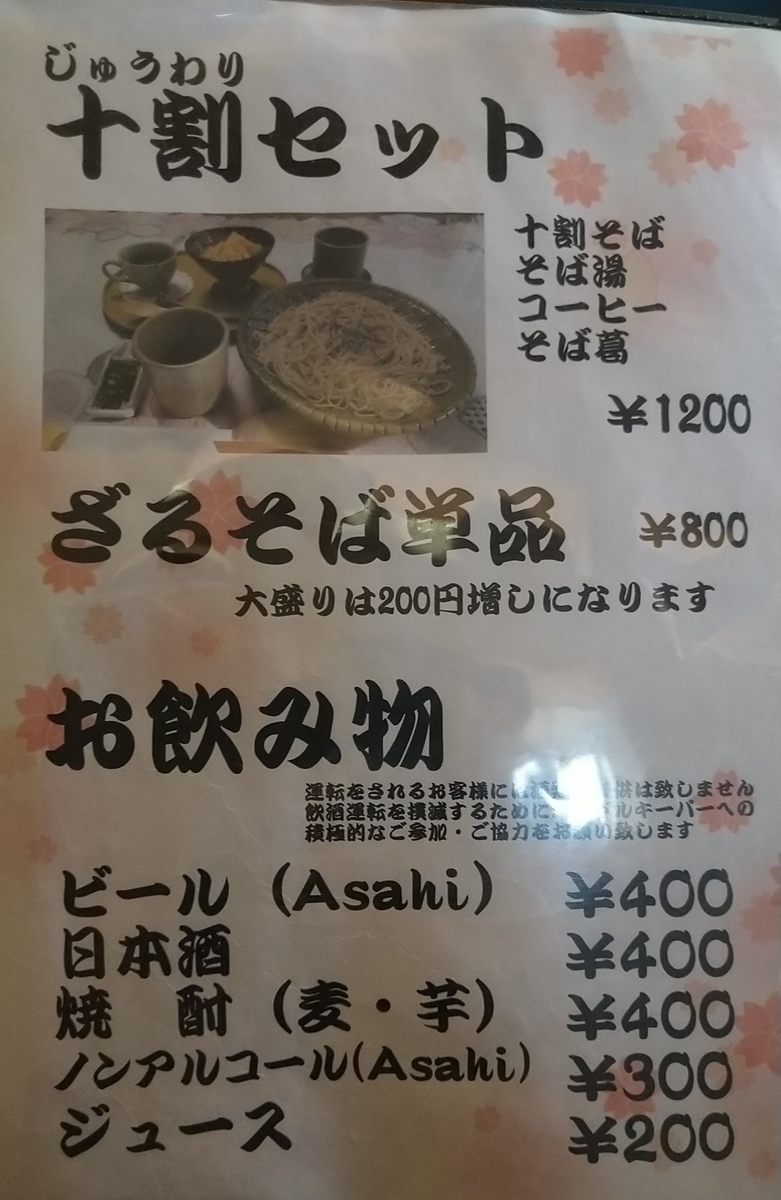 じゅうわり
十割セット
十割そば
そば湯
コーヒー
そば葛
¥1200
ざるそば単品 ¥800
大盛りは200円増しになります
お飲み物
運転をされるお客様には は致しません
飲酒運転を撲滅するために ルキーパーへの
積極的なご参加・ご協力をお願い致します
ビール (Asahi) ¥400
日本酒 ¥400
焼 酎 (麦・芋) ¥400
ノンアルコール(Asahi) ¥300
ジュース ¥200